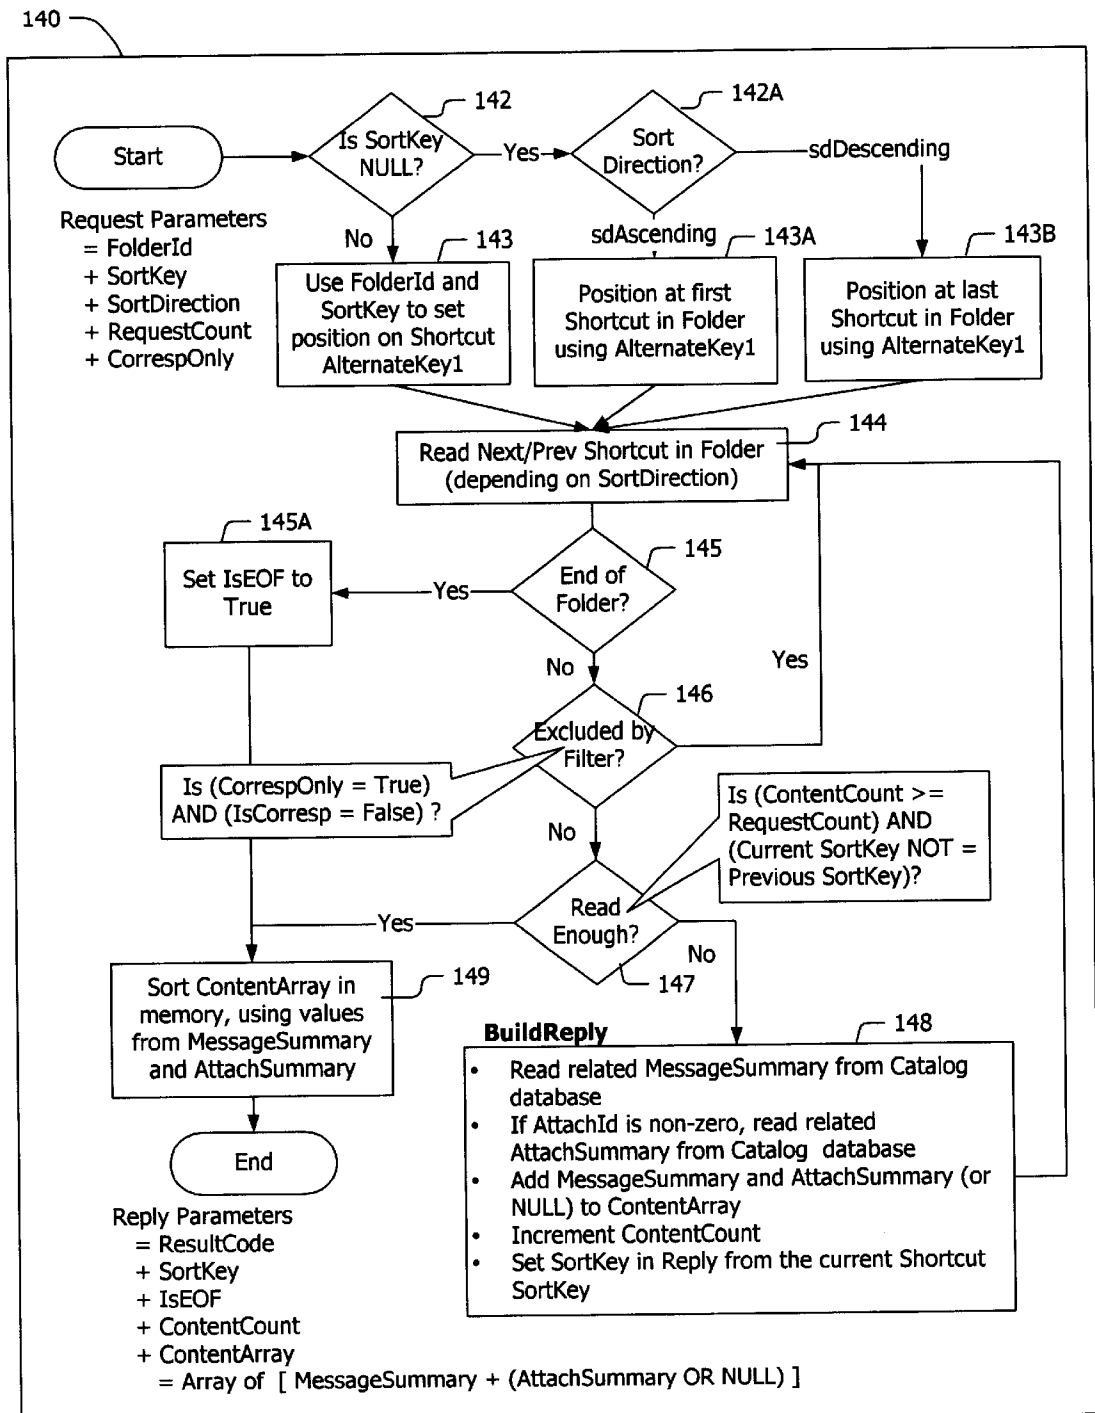 140
142
142A
Start
Is SortKey
NULL?
Yes
Sort
Direction?
sdDescending
Request Parameters
= FolderId
+ SortKey
+ SortDirection
+ RequestCount
+ CorrespOnly
No
143
sdAscending
143A
143B
Use FolderId and
SortKey to set
position on Shortcut
AlternateKey1
Position at first
Shortcut in Folder
using AlternateKey1
Position at last
Shortcut in Folder
using AlternateKey1
144
Read Next/Prev Shortcut in Folder
(depending on SortDirection)
145A
Set IsEOF to
True
Yes
145
End of
Folder?
No
Yes
146
Excluded by
Filter?
Is (CorrespOnly = True)
AND (IsCorresp = False) ?
No
Is (ContentCount >=
RequestCount) AND
(Current SortKey NOT =
Previous SortKey)?
Yes
Read
Enough?
No
147
149
Sort ContentArray in
memory, using values
from MessageSummary
and AttachSummary
BuildReply
148
• Read related MessageSummary from Catalog
database
• If AttachId is non-zero, read related
AttachSummary from Catalog database
• Add MessageSummary and AttachSummary (or
NULL) to ContentArray
• Increment ContentCount
• Set SortKey in Reply from the current Shortcut
SortKey
End
Reply Parameters
= ResultCode
+ SortKey
+ IsEOF
+ ContentCount
+ ContentArray
= Array of [ MessageSummary + (AttachSummary OR NULL) ]